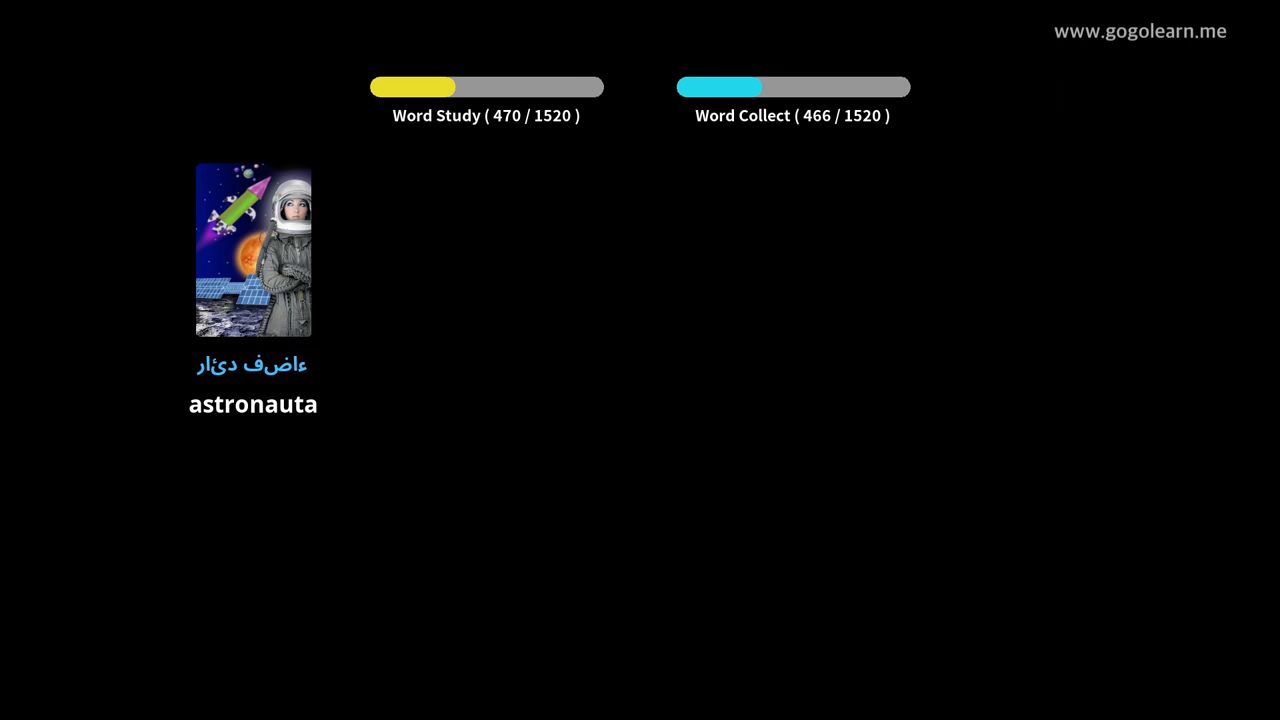 www.gogolearn.me
Word Study ( 470 / 1520 )
Word Collect ( 466 / 1520 )
ءاضف دئار
astronauta